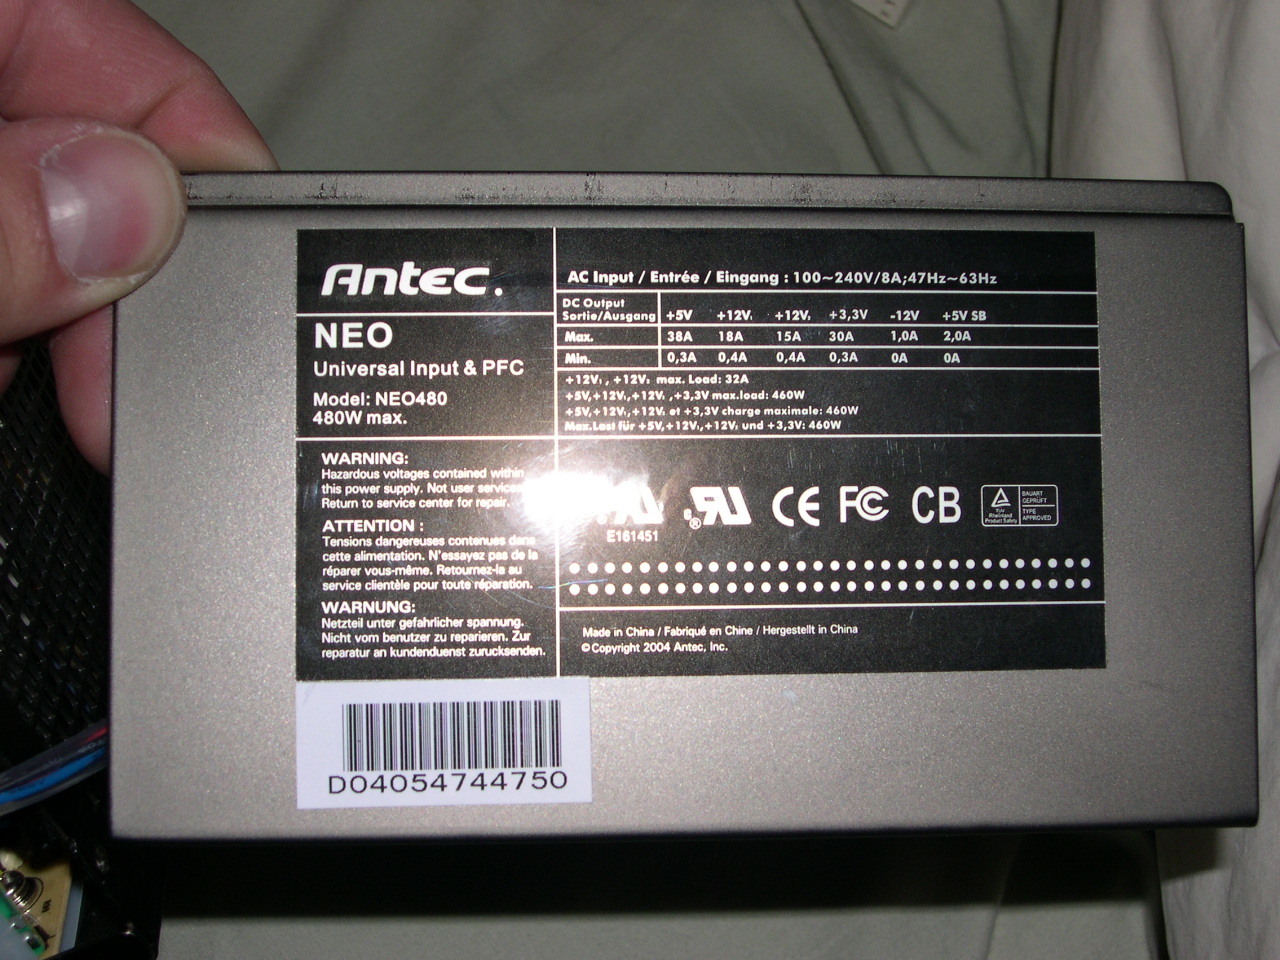 Antec.
NEO
Universal Input & PFC
Model: NEO480
480W max.
AC Input / Entrée / Eingang : 100~240V/8A;47Hz~63Hz
DC Output
Sortie/Ausgang +5V +12V₁ +12V₂ +3,3V -12V +5V SB
Max. 38A 18A 15A 30A 1,0A 2,0A
Min. 0,3A 0,4A 0,4A 0,3A 0A 0A
+12V₁ , +12V₂ max. Load: 32A
+5V,+12V₁,+12V₂ ,+3,3V max.load: 460W
+5V,+12V₁,+12V₂ et +3,3V charge maximale: 460W
Max.Last für +5V,+12V₁,+12V₂ und +3,3V: 460W
WARNING:
Hazardous voltages contained within
this power supply. Not user
Return to service center for repair.
ATTENTION :
Tensions dangereuses contenues dans
cette alimentation. N'essayez pas de la
réparer vous-même. Retournez-la au
service clientèle pour toute réparation.
WARNUNG:
Netzteil unter gefahrlicher spannung.
Nicht vom benutzer zu reparieren. Zur
reparatur an kundenduenst zurucksenden.
E161451
CE FC CB
BAUART
GEPRÜFT
TÜV
Rheinland
Product Safety
TYPE
APPROVED
Made in China / Fabriqué en Chine / Hergestellt in China
©Copyright 2004 Antec, Inc.
D04054744750